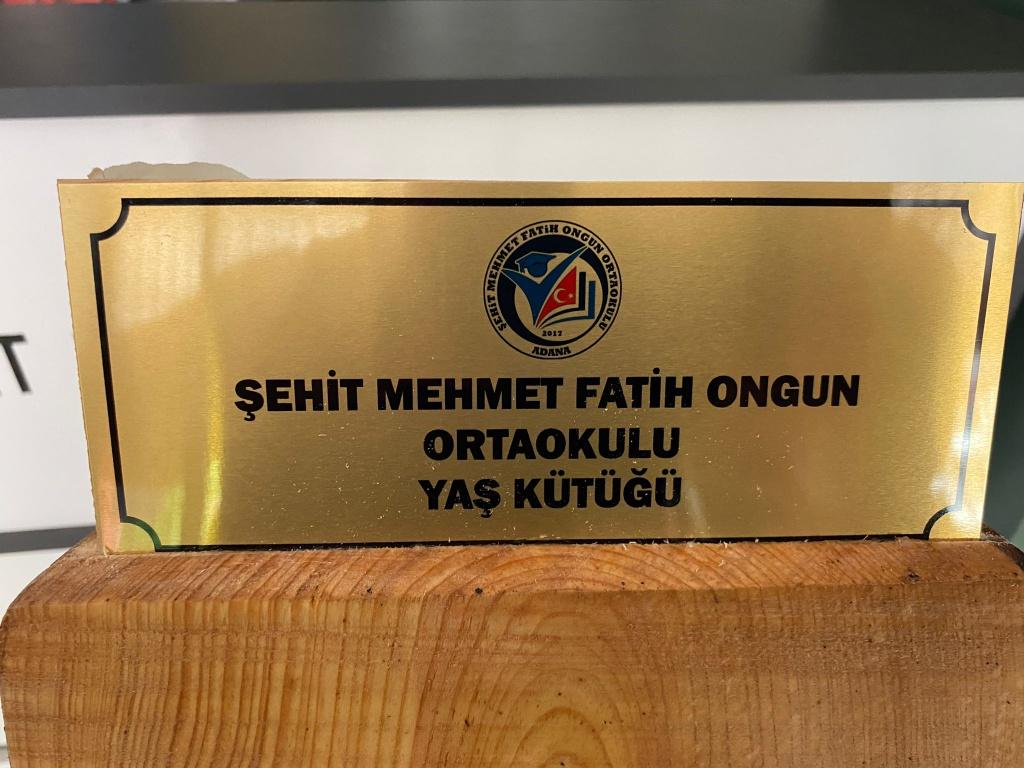 ŞEHİT MEHMET FATİH ONGUN ORTAOKULU
2017
ADANA
ŞEHİT MEHMET FATİH ONGUN
ORTAOKULU
YAŞ KÜTÜĞÜ
T